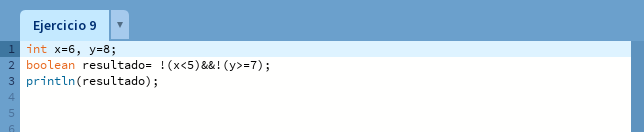 Ejercicio 9
1 int x=6, y=8;
2 boolean resultado= !(x<5)&&!(y>=7);
3 println(resultado);
4
5
6